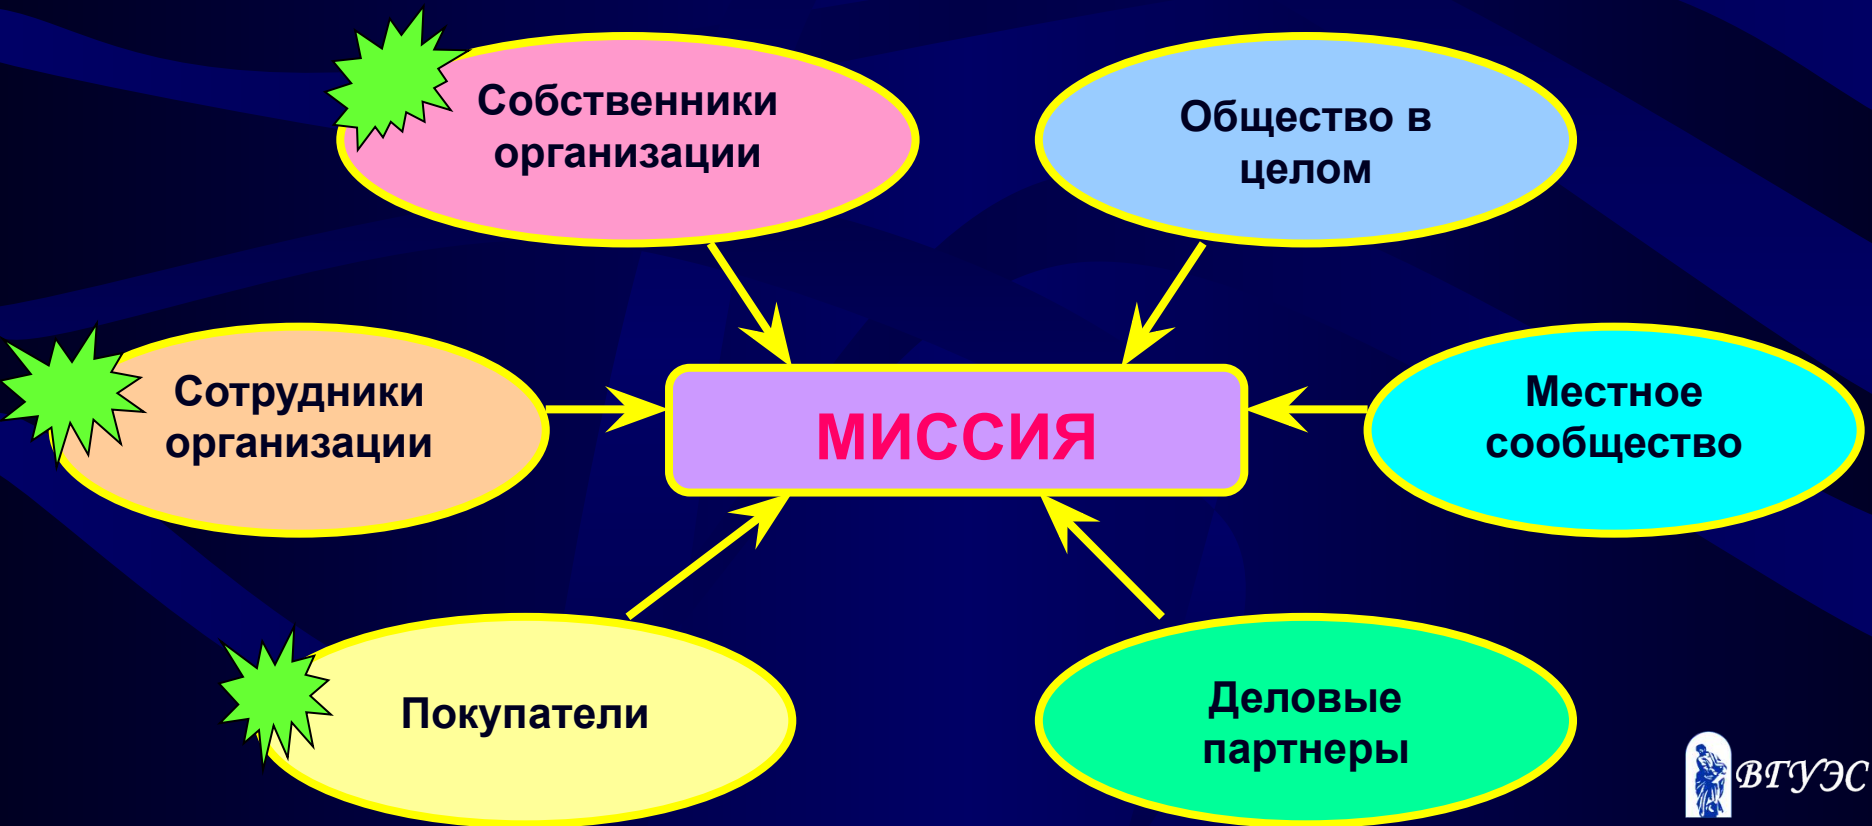 Собственники
организации
Общество в
целом
Сотрудники
организации
МИССИЯ
Местное
сообщество
Покупатели
Деловые
партнеры
ВГУЭС